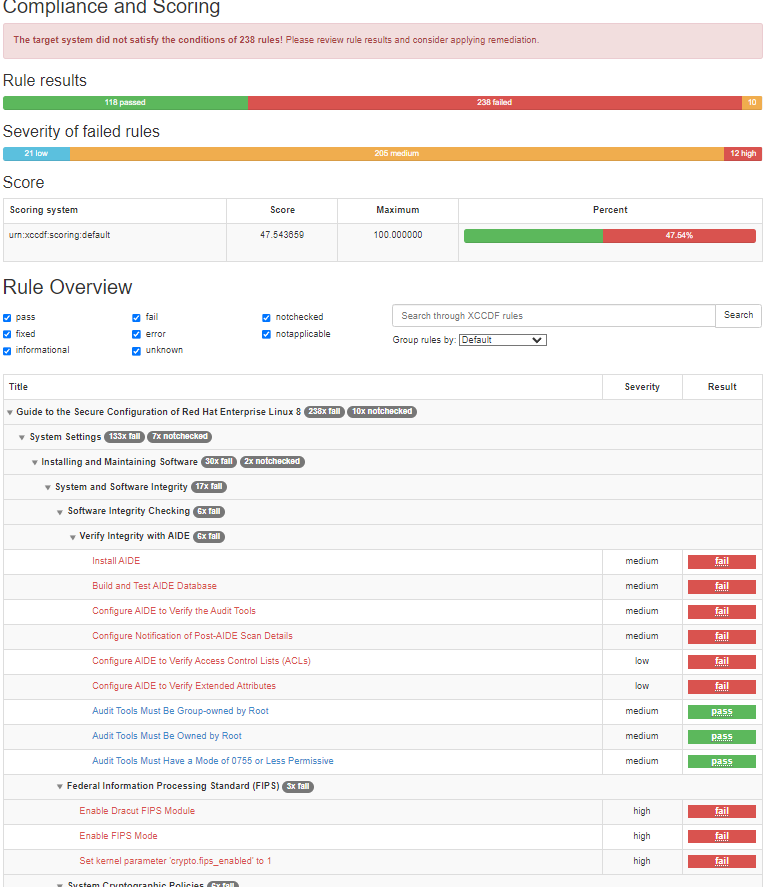 Compliance and Scoring
The target system did not satisfy the conditions of 238 rules! Please review rule results and consider applying remediation.
Rule results
118 passed 238 failed 10
Severity of failed rules
21 low 205 medium 12 high
Score
Scoring system Score Maximum Percent
urn:xccdf:scoring:default 47.543659 100.000000 47.54%
Rule Overview
pass fail notchecked
fixed error notapplicable
informational unknown
Search through XCCDF rules Search
Group rules by: Default
Title Severity Result
Guide to the Secure Configuration of Red Hat Enterprise Linux 8 238x fail 10x notchecked
System Settings 133x fail 7x notchecked
Installing and Maintaining Software 30x fail 2x notchecked
System and Software Integrity 17x fail
Software Integrity Checking 6x fail
Verify Integrity with AIDE 6x fail
Install AIDE medium fail
Build and Test AIDE Database medium fail
Configure AIDE to Verify the Audit Tools medium fail
Configure Notification of Post-AIDE Scan Details medium fail
Configure AIDE to Verify Access Control Lists (ACLs) low fail
Configure AIDE to Verify Extended Attributes low fail
Audit Tools Must Be Group-owned by Root medium pass
Audit Tools Must Be Owned by Root medium pass
Audit Tools Must Have a Mode of 0755 or Less Permissive medium pass
Federal Information Processing Standard (FIPS) 3x fail
Enable Dracut FIPS Module high fail
Enable FIPS Mode high fail
Set kernel parameter 'crypto.fips_enabled' to 1 high fail
System Cryptographic Policies 6x fail